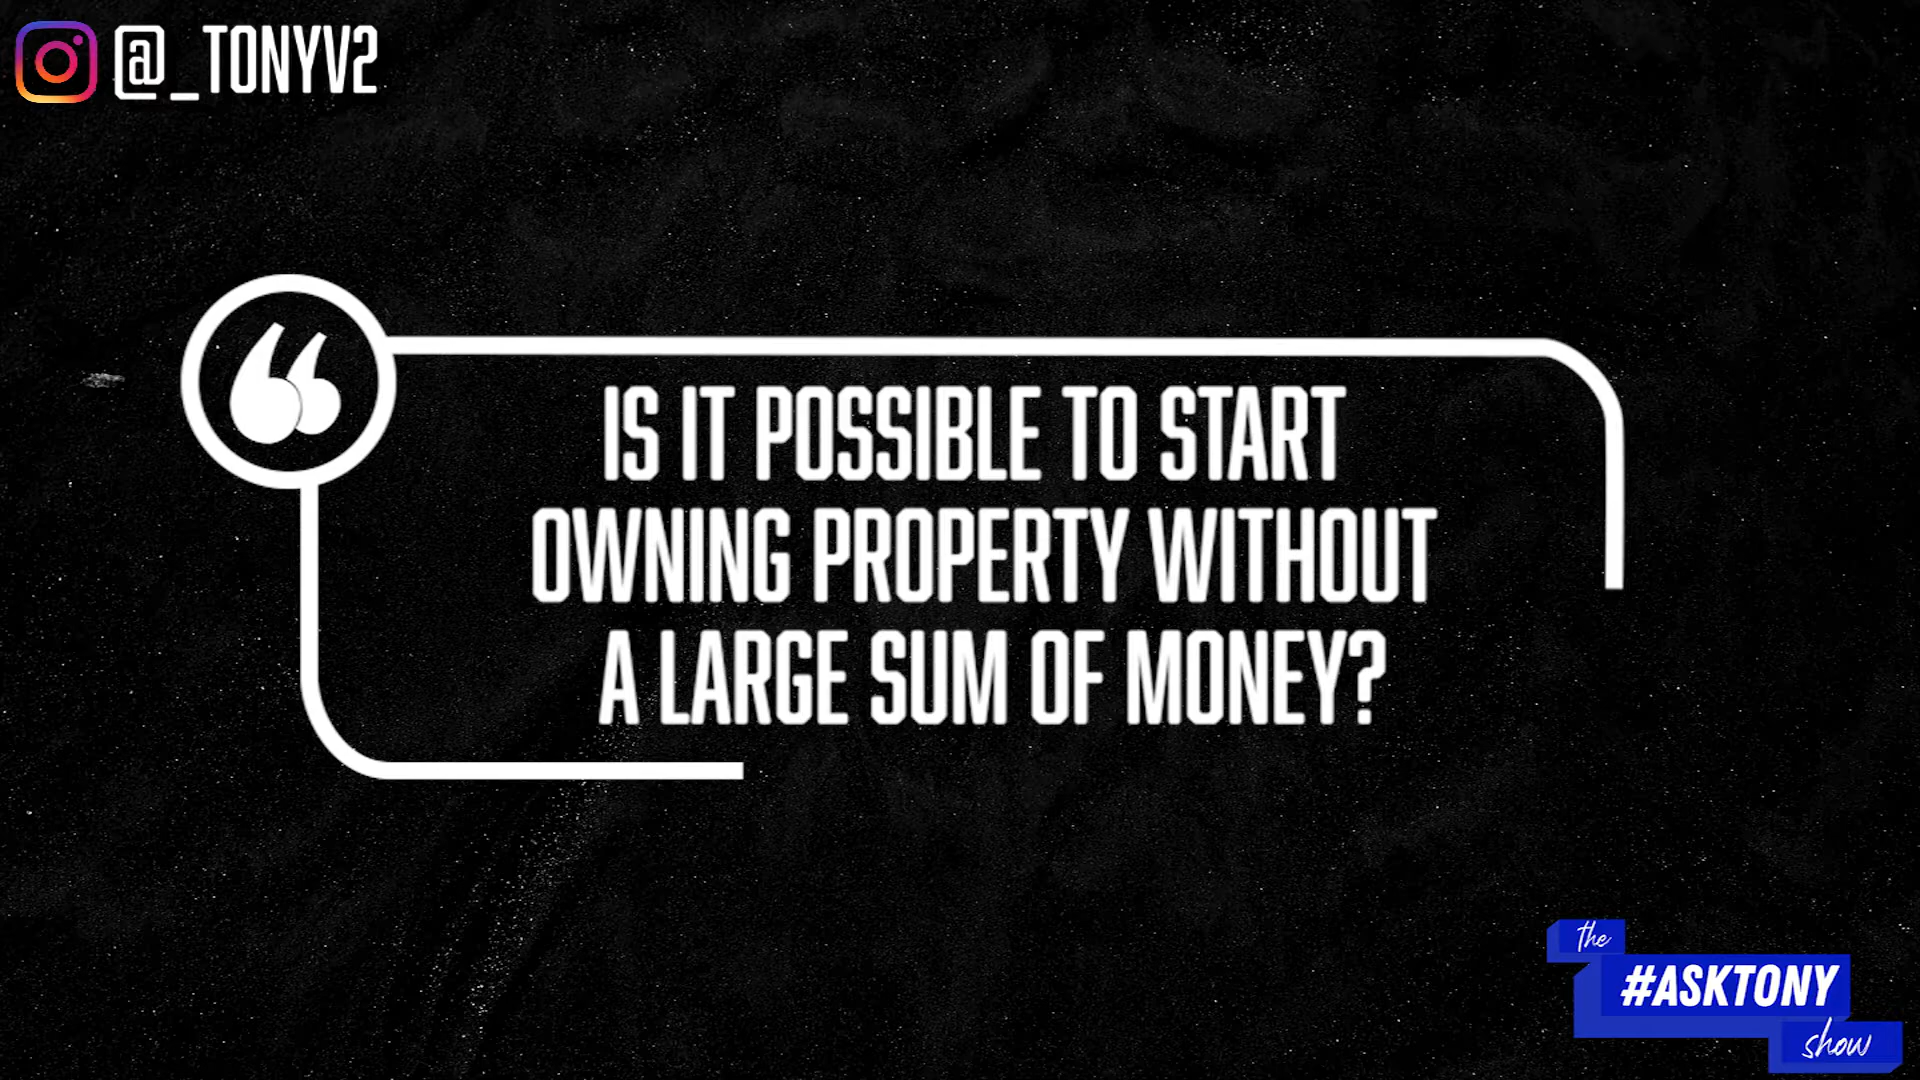 @_TONYV2
IS IT POSSIBLE TO START
OWNING PROPERTY WITHOUT
A LARGE SUM OF MONEY?
the
#ASKTONY
show